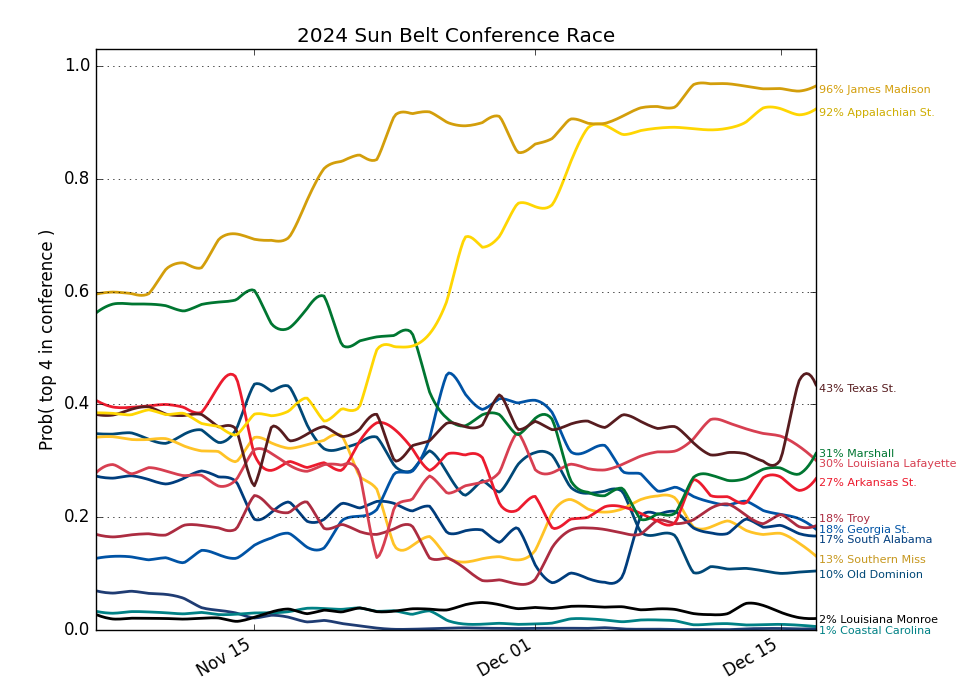 2024 Sun Belt Conference Race
Prob( top 4 in conference )
1.0
0.8
0.6
0.4
0.2
0.0
Nov 15
Dec 01
Dec 15
96% James Madison
92% Appalachian St.
43% Texas St.
31% Marshall
30% Louisiana Lafayette
27% Arkansas St.
18% Troy
18% Georgia St.
17% South Alabama
13% Southern Miss
10% Old Dominion
2% Louisiana Monroe
1% Coastal Carolina